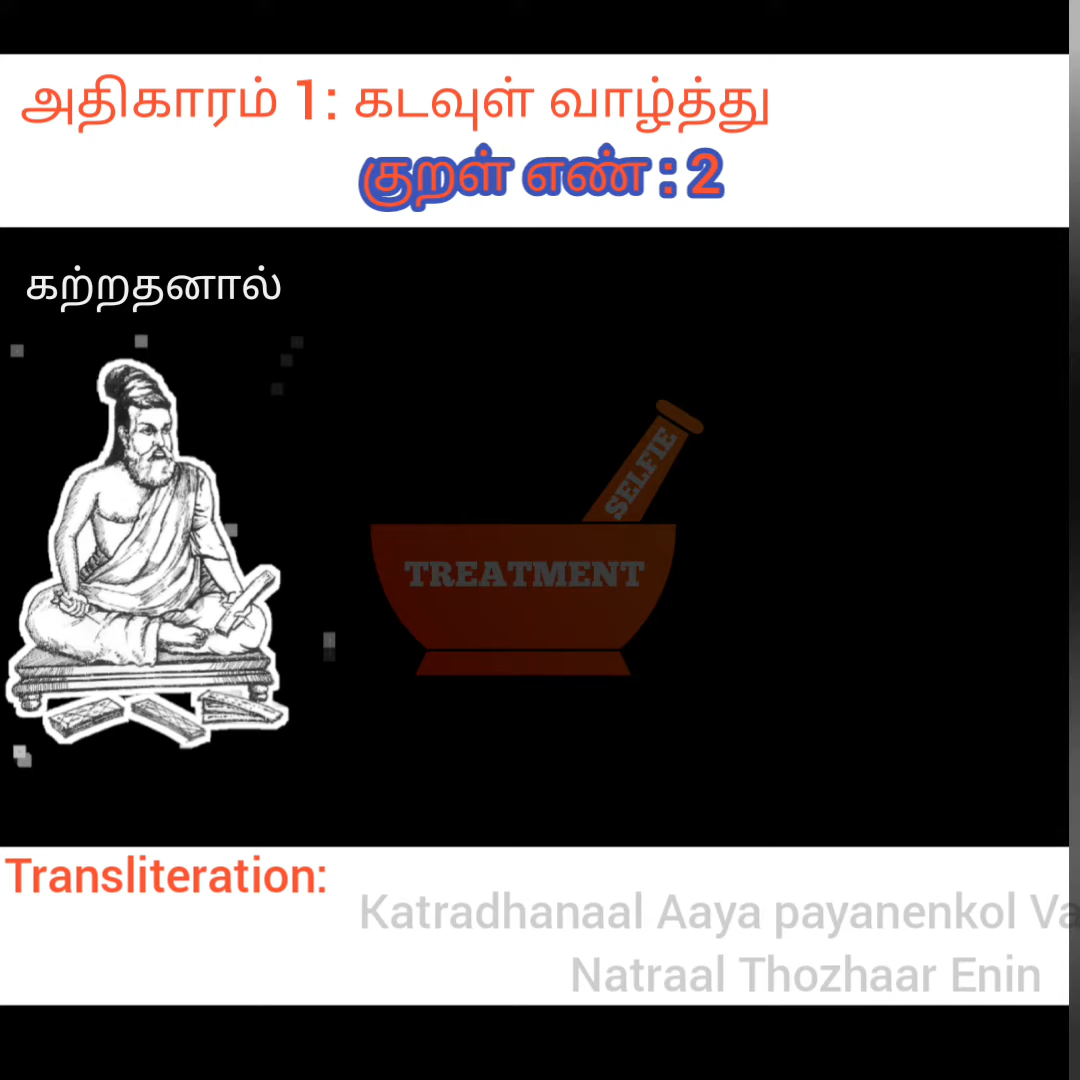 அதிகாரம் 1: கடவுள் வாழ்த்து
குறள் எண் : 2
கற்றதனால்
SELFIE
TREATMENT
Transliteration:
Katradhanaal Aaya payanenkol
Natraal Thozhaar Enin